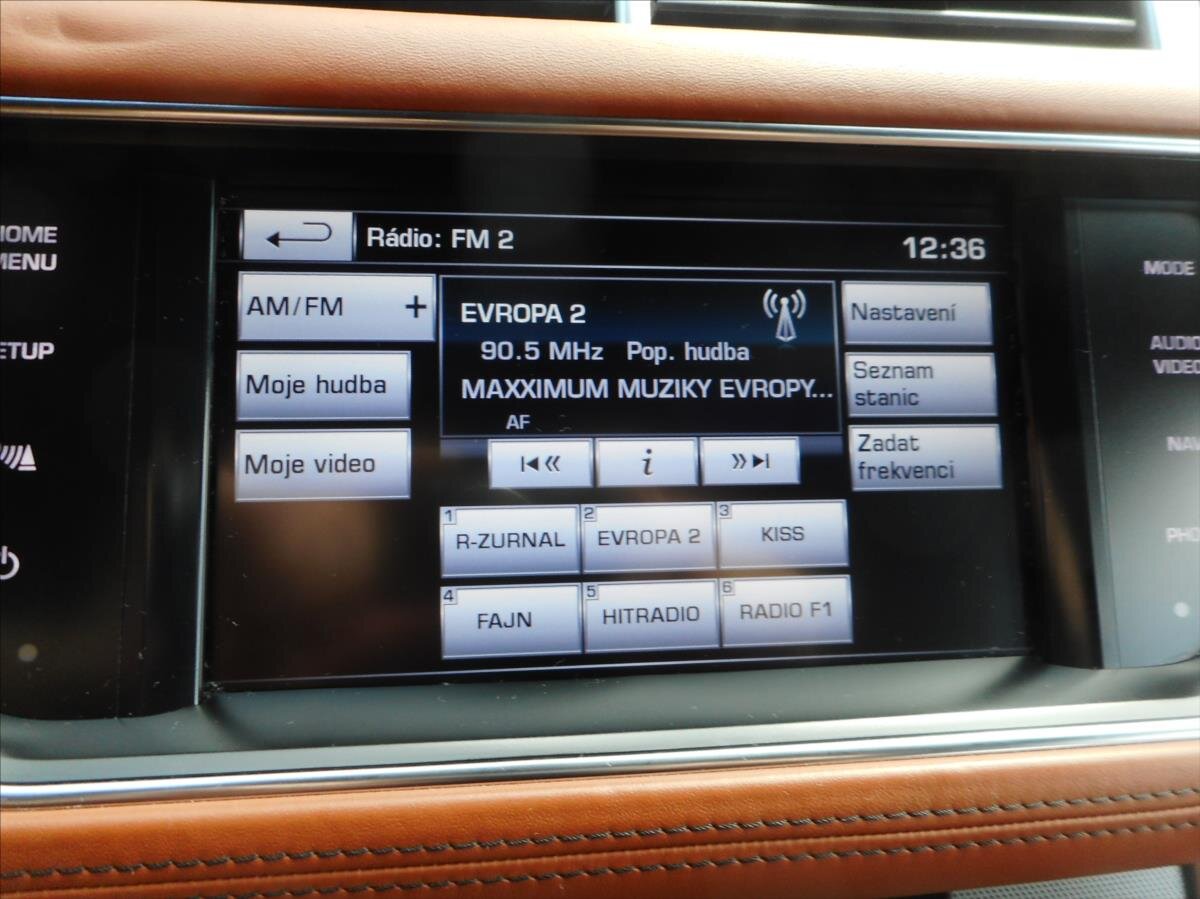 Rádio: FM 2
12:36
AM/FM +
Moje hudba
Moje video
EVROPA 2
90.5 MHz Pop. hudba
MAXXIMUM MUZIKY EVROPY...
AF
i
Nastavení
Seznam
stanic
Zadat
frekvenci
1 R-ZURNAL
2 EVROPA 2
3 KISS
4 FAJN
5 HITRADIO
6 RADIO F1
MODE
AUDIO
VIDEO